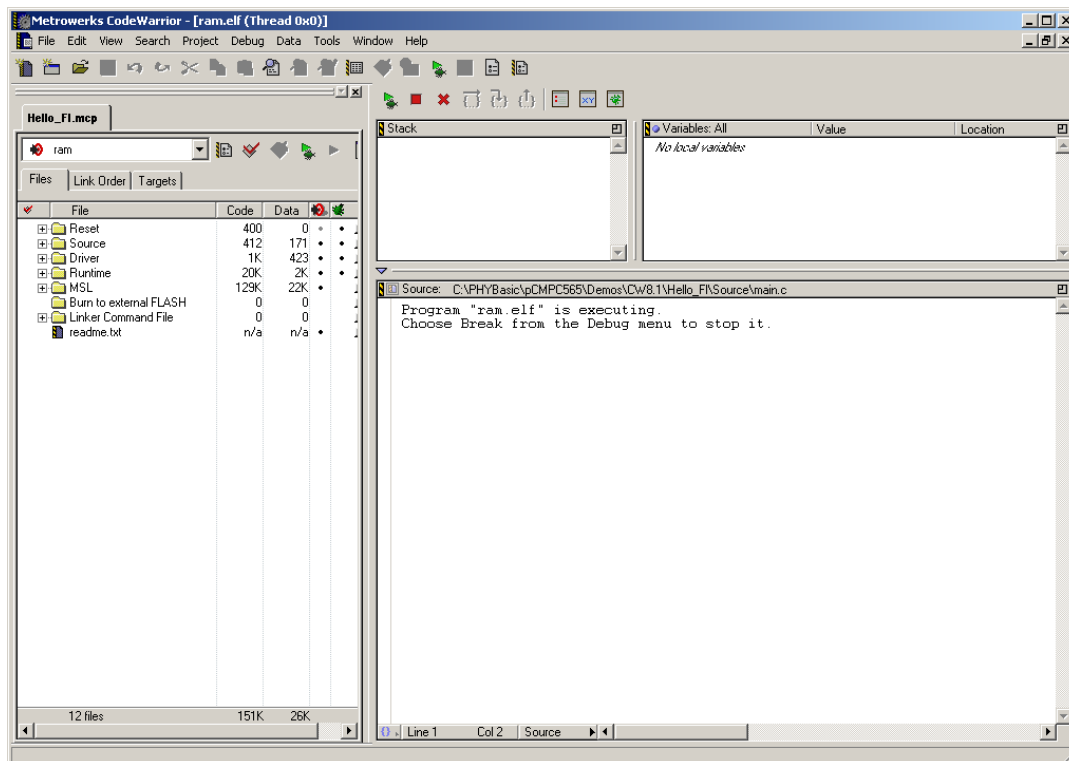 Metrowerks CodeWarrior - [ram.elf (Thread 0x0)]
File Edit View Search Project Debug Data Tools Window Help
Hello_FI.mcp
ram
Files Link Order Targets
File Code Data
Reset 400 0
Source 412 171
Driver 1K 423
Runtime 20K 2K
MSL 129K 22K
Burn to external FLASH 0 0
Linker Command File 0 0
readme.txt n/a n/a
12 files 151K 26K
Stack
Variables: All Value Location
No local variables
Source: C:\PHYBasic\pCMPC565\Demos\CW8.1\Hello_FI\Source\main.c
Program "ram.elf" is executing.
Choose Break from the Debug menu to stop it.
Line 1 Col 2 Source